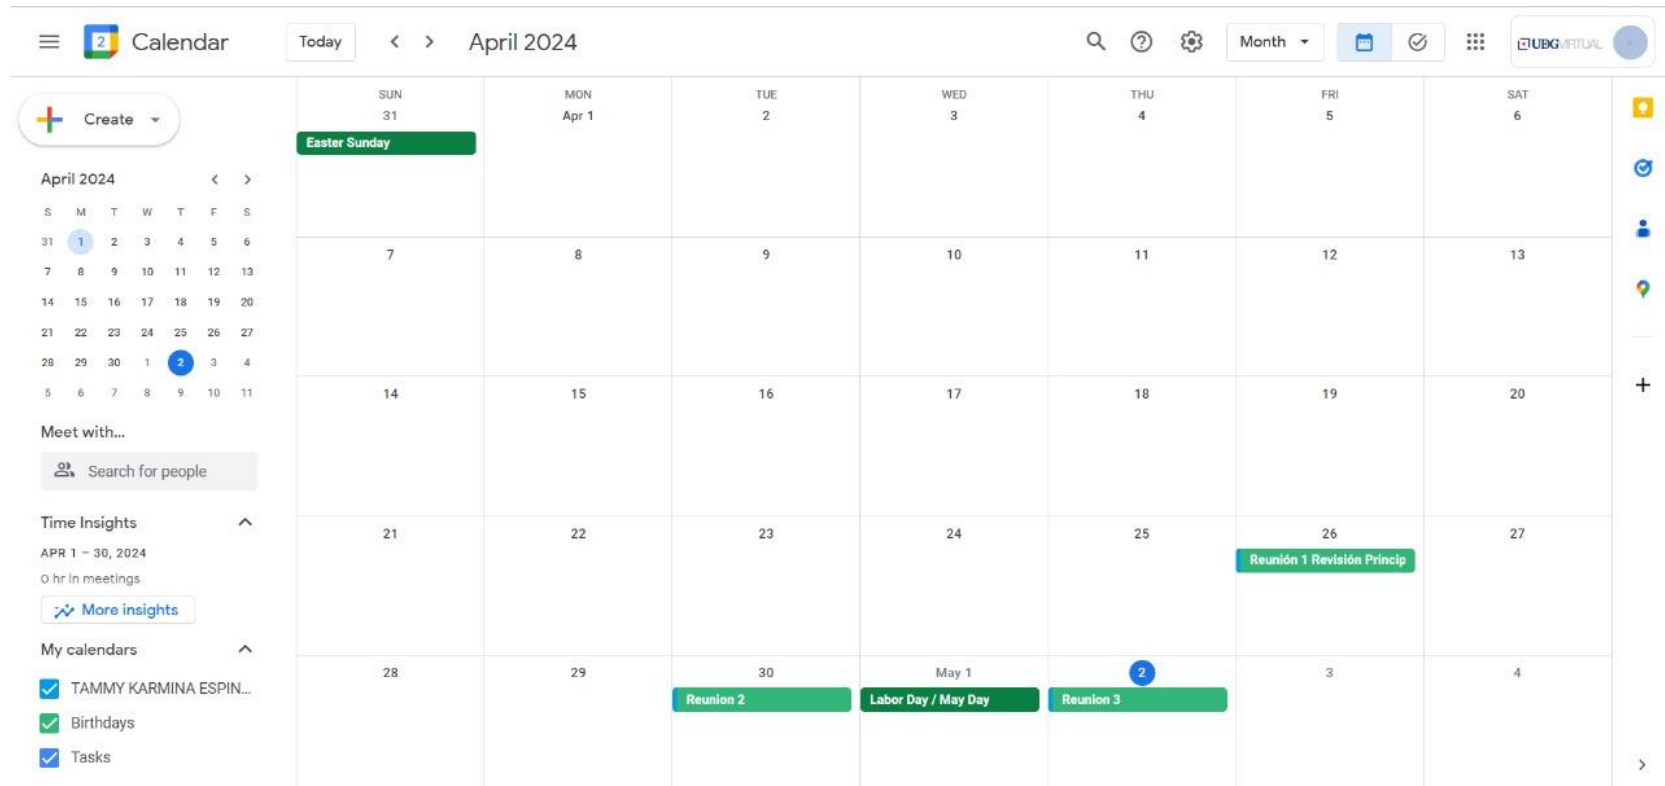 2 Calendar Today April 2024 Month UDGVIRTUAL
Create
April 2024
S M T W T F S
31 1 2 3 4 5 6
7 8 9 10 11 12 13
14 15 16 17 18 19 20
21 22 23 24 25 26 27
28 29 30 1 2 3 4
5 6 7 8 9 10 11
Meet with...
Search for people
Time Insights
APR 1 – 30, 2024
0 hr in meetings
More insights
My calendars
TAMMY KARMINA ESPIN...
Birthdays
Tasks
SUN MON TUE WED THU FRI SAT
31 Apr 1 2 3 4 5 6
Easter Sunday
7 8 9 10 11 12 13
14 15 16 17 18 19 20
21 22 23 24 25 26 27
Reunión 1 Revisión Princip
28 29 30 May 1 2 3 4
Reunion 2 Labor Day / May Day Reunion 3